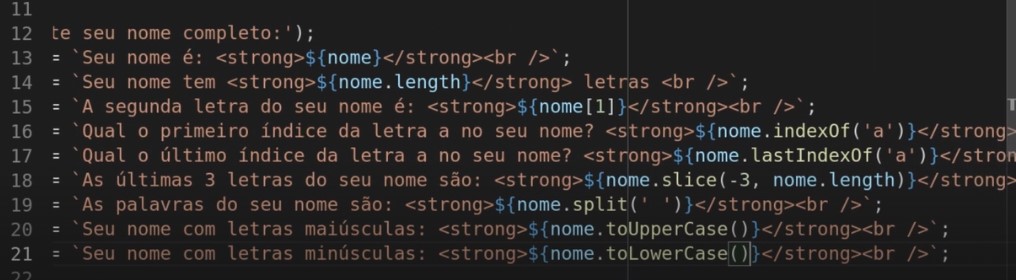 11
12 te seu nome completo:');
13 = `Seu nome é: <strong>${nome}</strong><br />`;
14 = `Seu nome tem <strong>${nome.length}</strong> letras <br />`;
15 = `A segunda letra do seu nome é: <strong>${nome[1]}</strong><br />`;
16 = `Qual o primeiro índice da letra a no seu nome? <strong>${nome.indexOf('a')}</strong>
17 = `Qual o último índice da letra a no seu nome? <strong>${nome.lastIndexOf('a')}</stron
18 = `As últimas 3 letras do seu nome são: <strong>${nome.slice(-3, nome.length)}</strong>
19 = `As palavras do seu nome são: <strong>${nome.split(' ')}</strong><br />`;
20 = `Seu nome com letras maiúsculas: <strong>${nome.toUpperCase()}</strong><br />`;
21 = `Seu nome com letras minúsculas: <strong>${nome.toLowerCase()}</strong><br />`;
22